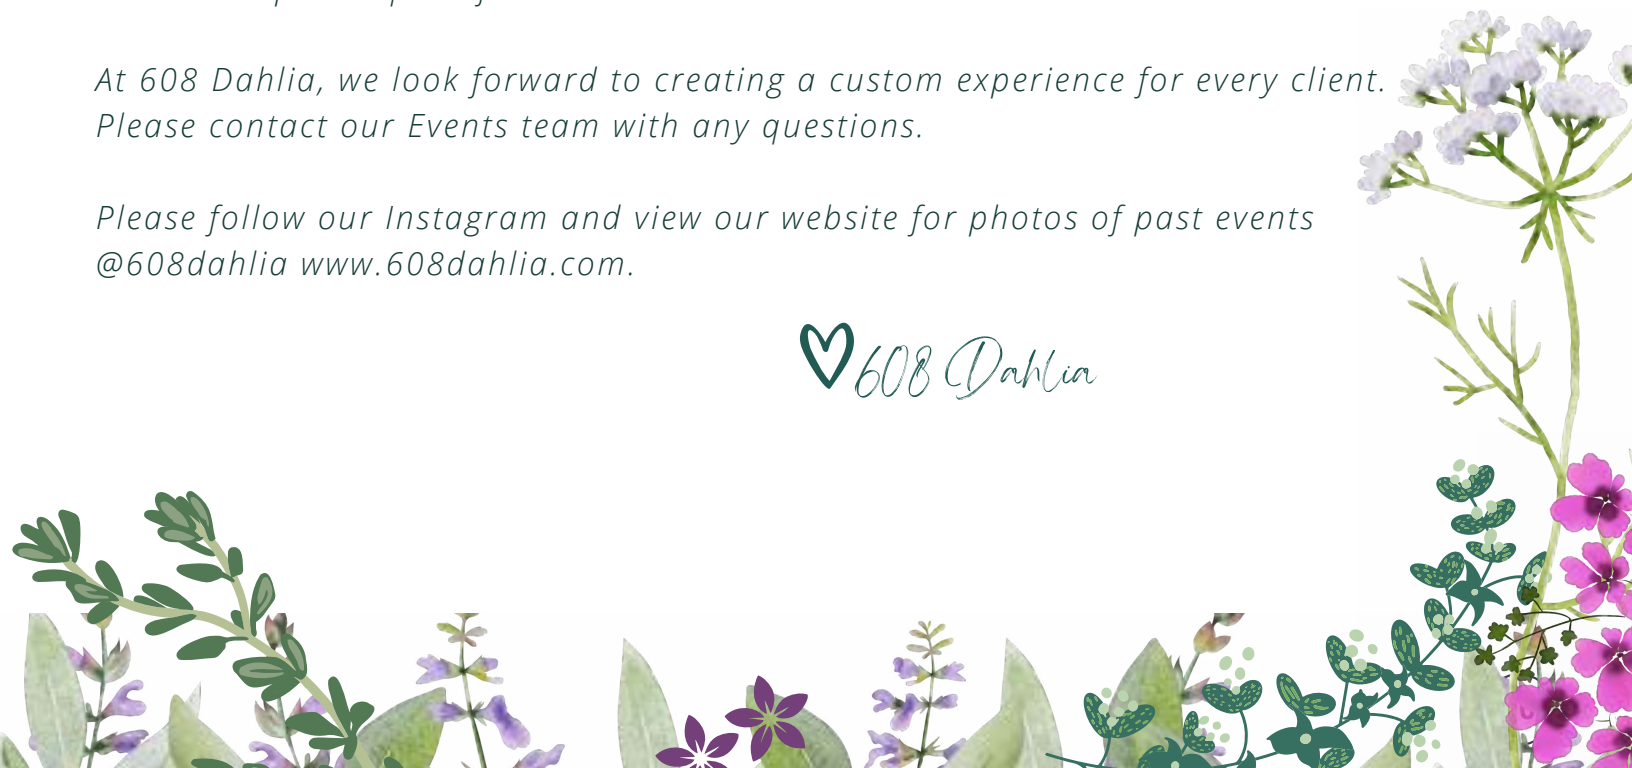 At 608 Dahlia, we look forward to creating a custom experience for every client.
Please contact our Events team with any questions.
Please follow our Instagram and view our website for photos of past events
@608dahlia www.608dahlia.com.
608 Dahlia